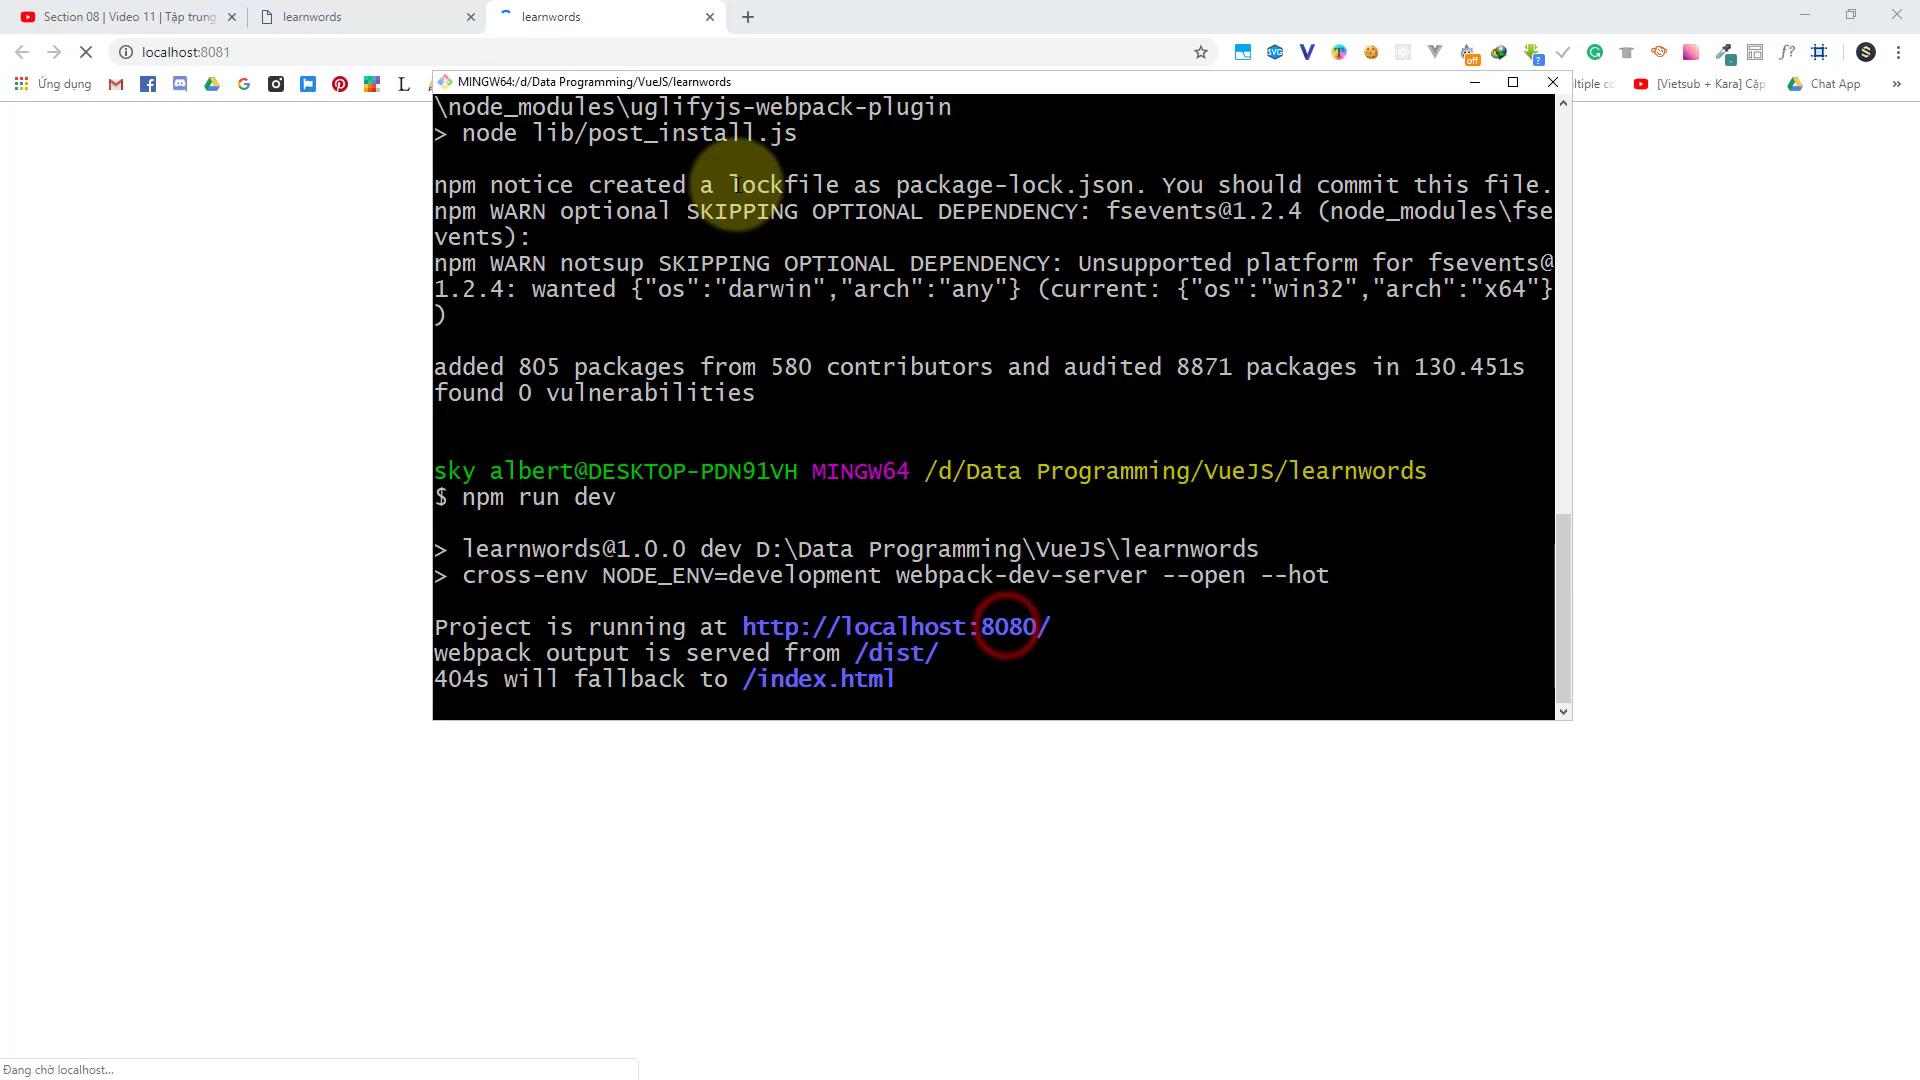 Section 08 | Video 11 | Tập trung
learnwords
learnwords
localhost:8081
off
?
f?
S
Ứng dụng
L
[Vietsub + Kara] Cặp
Chat App
»
MINGW64:/d/Data Programming/VueJS/learnwords
\node_modules\uglifyjs-webpack-plugin
> node lib/post_install.js
npm notice created a lockfile as package-lock.json. You should commit this file.
npm WARN optional SKIPPING OPTIONAL DEPENDENCY: fsevents@1.2.4 (node_modules\fse
vents):
npm WARN notsup SKIPPING OPTIONAL DEPENDENCY: Unsupported platform for fsevents@
1.2.4: wanted {"os":"darwin","arch":"any"} (current: {"os":"win32","arch":"x64"}
)
added 805 packages from 580 contributors and audited 8871 packages in 130.451s
found 0 vulnerabilities
sky albert@DESKTOP-PDN91VH MINGW64 /d/Data Programming/VueJS/learnwords
$ npm run dev
> learnwords@1.0.0 dev D:\Data Programming\VueJS\learnwords
> cross-env NODE_ENV=development webpack-dev-server --open --hot
Project is running at http://localhost:8080/
webpack output is served from /dist/
404s will fallback to /index.html
Đang chờ localhost...